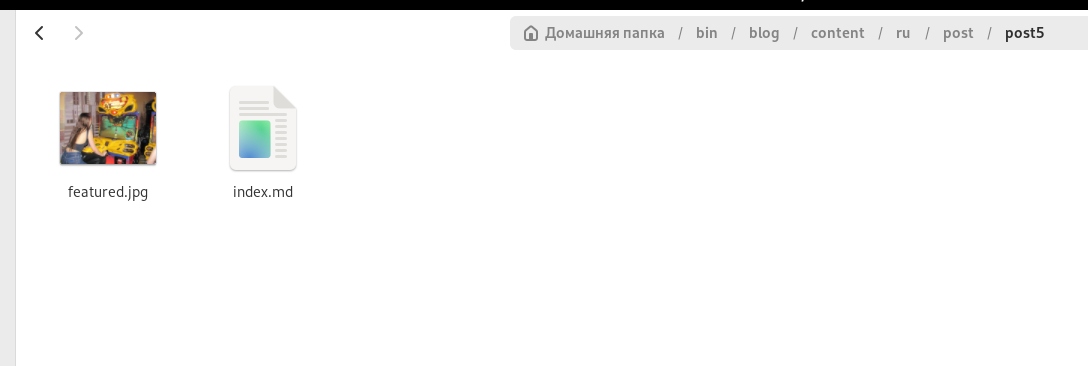 Домашняя папка / bin / blog / content / ru / post / post5
featured.jpg
index.md